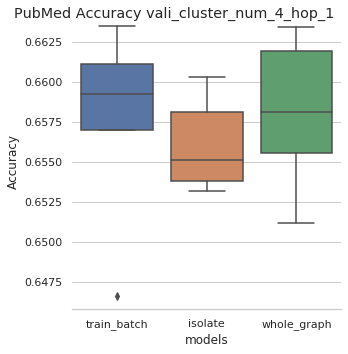 PubMed Accuracy vali_cluster_num_4_hop_1
0.6625
0.6600
0.6575
0.6550
0.6525
0.6500
0.6475
Accuracy
train_batch
isolate
whole_graph
models